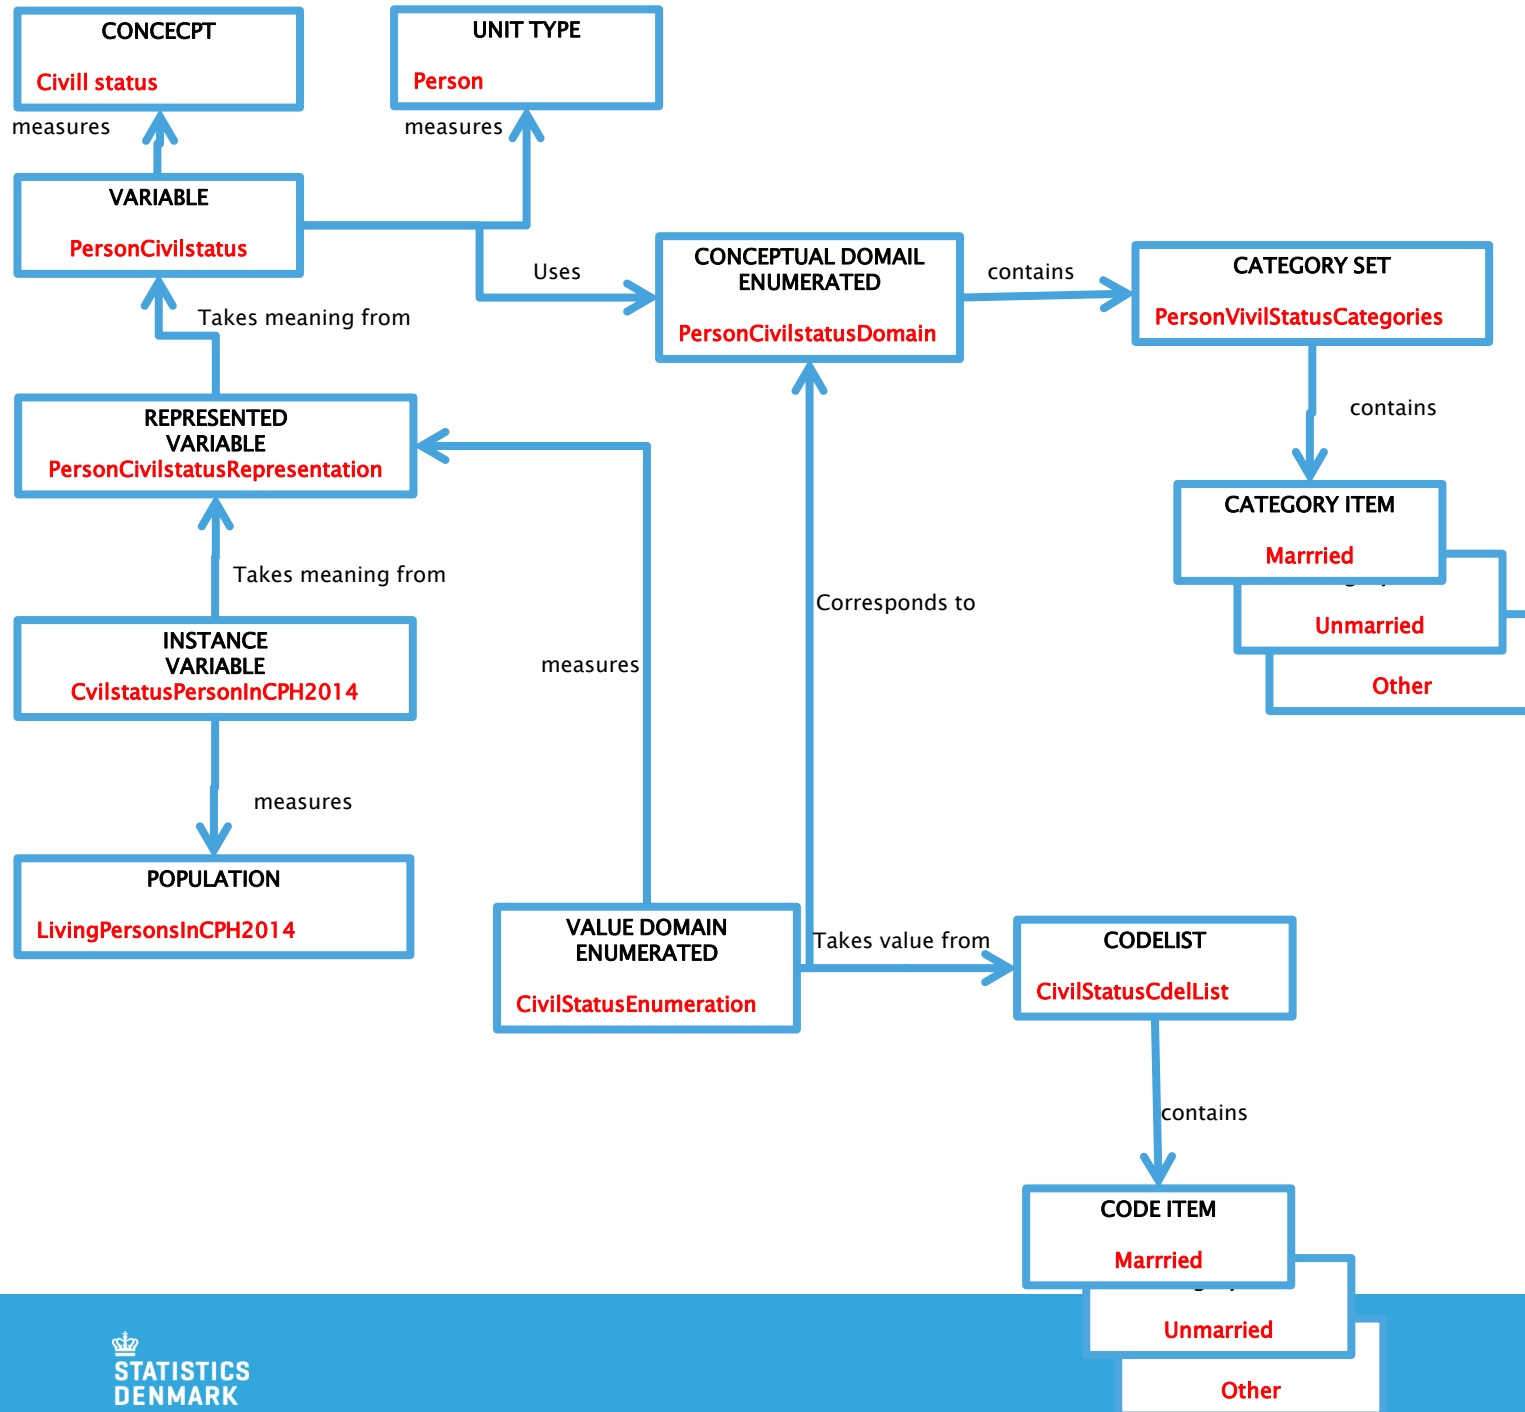 CONCECPT
Civill status
UNIT TYPE
Person
measures
measures
VARIABLE
PersonCivilstatus
Uses
CONCEPTUAL DOMAIL
ENUMERATED
PersonCivilstatusDomain
contains
CATEGORY SET
PersonVivilStatusCategories
Takes meaning from
contains
REPRESENTED
VARIABLE
PersonCivilstatusRepresentation
CATEGORY ITEM
Marrried
Unmarried
Other
Takes meaning from
Corresponds to
INSTANCE
VARIABLE
CvilstatusPersonInCPH2014
measures
measures
POPULATION
LivingPersonsInCPH2014
VALUE DOMAIN
ENUMERATED
CivilStatusEnumeration
Takes value from
CODELIST
CivilStatusCdelList
contains
CODE ITEM
Marrried
Unmarried
Other
STATISTICS
DENMARK